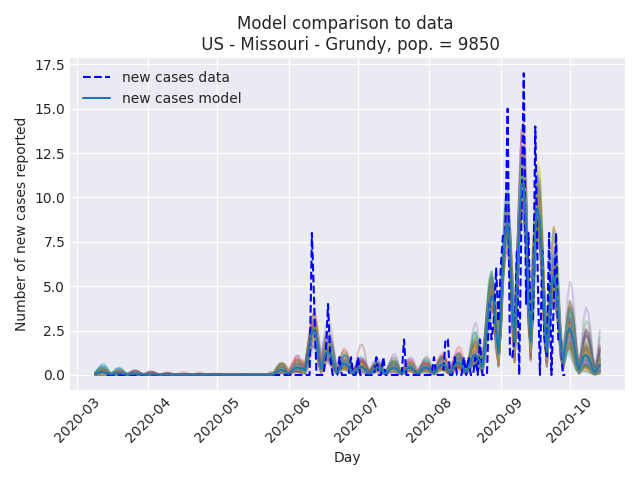 Model comparison to data
US - Missouri - Grundy, pop. = 9850
new cases data
new cases model
Number of new cases reported
17.5
15.0
12.5
10.0
7.5
5.0
2.5
0.0
2020-03
2020-04
2020-05
2020-06
2020-07
2020-08
2020-09
2020-10
Day